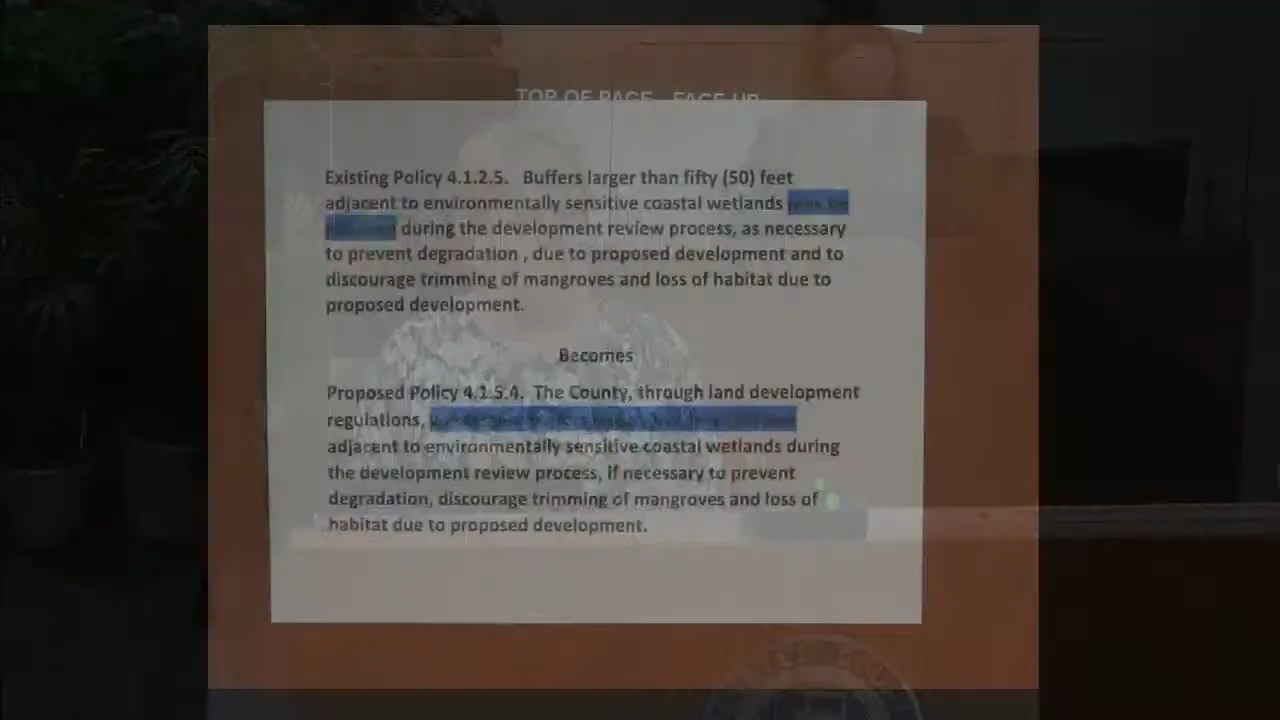 TOP OF PAGE - FACE UP
Existing Policy 4.1.2.5. Buffers larger than fifty (50) feet
adjacent to environmentally sensitive coastal wetlands
during the development review process, as necessary
to prevent degradation , due to proposed development and to
discourage trimming of mangroves and loss of habitat due to
proposed development.
Becomes
Proposed Policy 4.1.5.4. The County, through land development
regulations,
adjacent to environmentally sensitive coastal wetlands during
the development review process, if necessary to prevent
degradation, discourage trimming of mangroves and loss of
habitat due to proposed development.